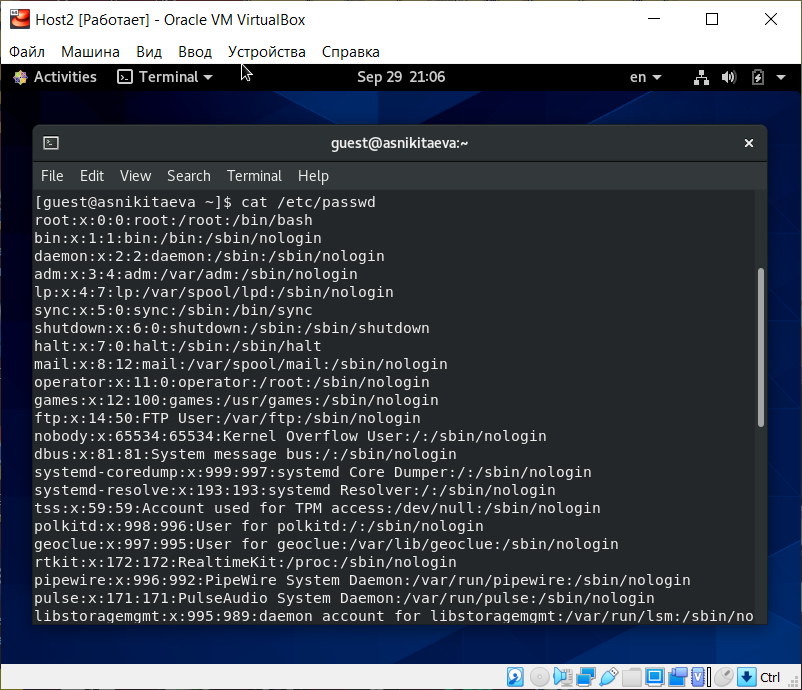 Host2 [Работает] - Oracle VM VirtualBox
Файл Машина Вид Ввод Устройства Справка
Activities Terminal Sep 29 21:06 en
guest@asnikitaeva:~
File Edit View Search Terminal Help
[guest@asnikitaeva ~]$ cat /etc/passwd
root:x:0:0:root:/root:/bin/bash
bin:x:1:1:bin:/bin:/sbin/nologin
daemon:x:2:2:daemon:/sbin:/sbin/nologin
adm:x:3:4:adm:/var/adm:/sbin/nologin
lp:x:4:7:lp:/var/spool/lpd:/sbin/nologin
sync:x:5:0:sync:/sbin:/bin/sync
shutdown:x:6:0:shutdown:/sbin:/sbin/shutdown
halt:x:7:0:halt:/sbin:/sbin/halt
mail:x:8:12:mail:/var/spool/mail:/sbin/nologin
operator:x:11:0:operator:/root:/sbin/nologin
games:x:12:100:games:/usr/games:/sbin/nologin
ftp:x:14:50:FTP User:/var/ftp:/sbin/nologin
nobody:x:65534:65534:Kernel Overflow User:/:/sbin/nologin
dbus:x:81:81:System message bus:/:/sbin/nologin
systemd-coredump:x:999:997:systemd Core Dumper:/:/sbin/nologin
systemd-resolve:x:193:193:systemd Resolver:/:/sbin/nologin
tss:x:59:59:Account used for TPM access:/dev/null:/sbin/nologin
polkitd:x:998:996:User for polkitd:/:/sbin/nologin
geoclue:x:997:995:User for geoclue:/var/lib/geoclue:/sbin/nologin
rtkit:x:172:172:RealtimeKit:/proc:/sbin/nologin
pipewire:x:996:992:PipeWire System Daemon:/var/run/pipewire:/sbin/nologin
pulse:x:171:171:PulseAudio System Daemon:/var/run/pulse:/sbin/nologin
libstoragemgmt:x:995:989:daemon account for libstoragemgmt:/var/run/lsm:/sbin/no
Ctrl